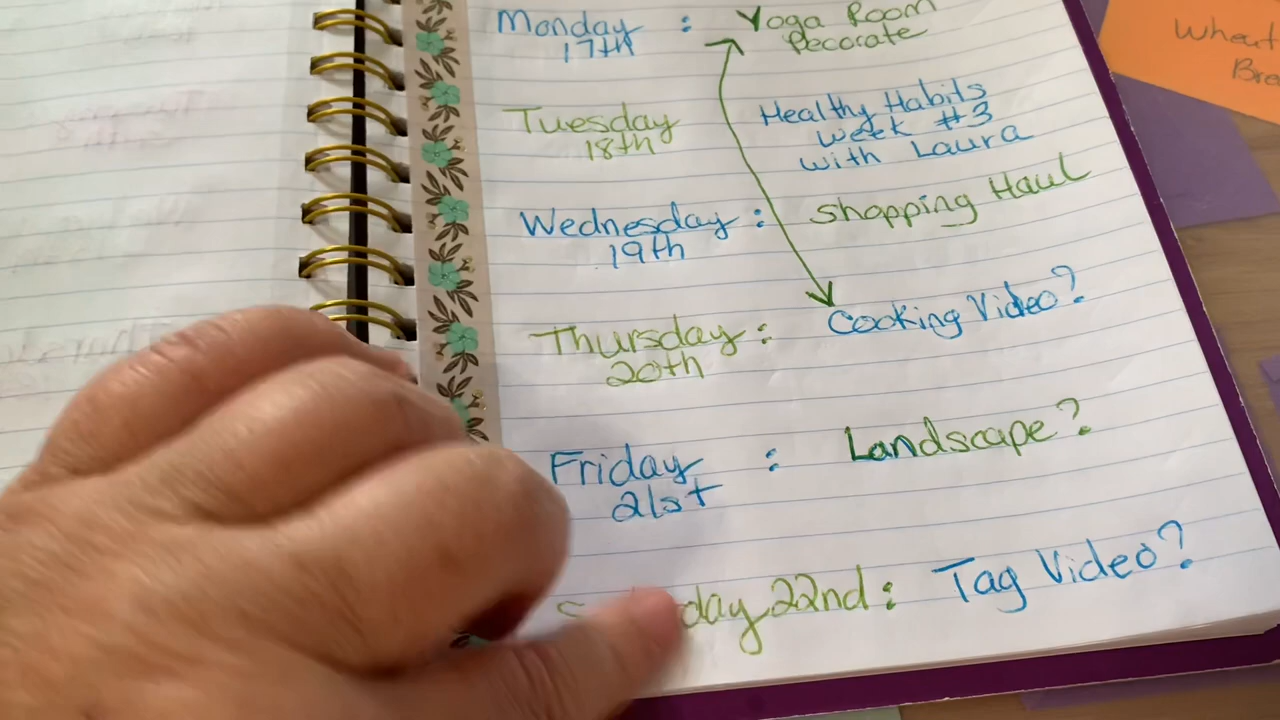 Monday : Yoga Room
17th Decorate
Tuesday Healthy Habits
18th week #3
with Laura
Wednesday : Shopping Haul
19th
Thursday : Cooking Video?
20th
Friday : Landscape?
21st
22nd : Tag Video?